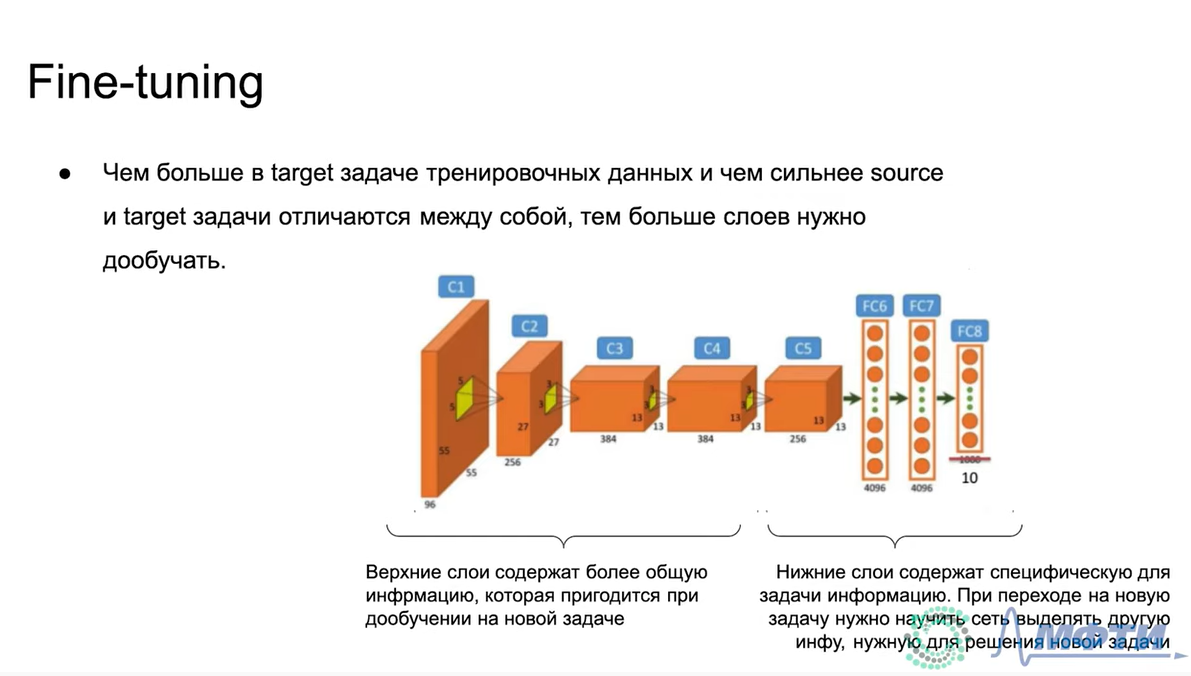 Fine-tuning
● Чем больше в target задаче тренировочных данных и чем сильнее source
и target задачи отличаются между собой, тем больше слоев нужно
дообучать.
C1
C2
C3
C4
C5
FC6
FC7
FC8
5
5
3
3
3
3
3
3
55
55
27
27
13
13
13
13
13
13
96
256
384
384
256
4096
4096
1000
10
Верхние слои содержат более общую
инфрмацию, которая пригодится при
дообучении на новой задаче
Нижние слои содержат специфическую для
задачи информацию. При переходе на новую
задачу нужно научить сеть выделять другую
инфу, нужную для решения новой задачи
МФТИ